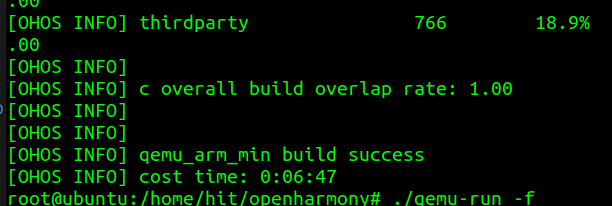 .00
[OHOS INFO] thirdparty 766 18.9%
.00
[OHOS INFO]
[OHOS INFO] c overall build overlap rate: 1.00
[OHOS INFO]
[OHOS INFO]
[OHOS INFO] qemu_arm_min build success
[OHOS INFO] cost time: 0:06:47
root@ubuntu:/home/hit/openharmony# ./qemu-run -f